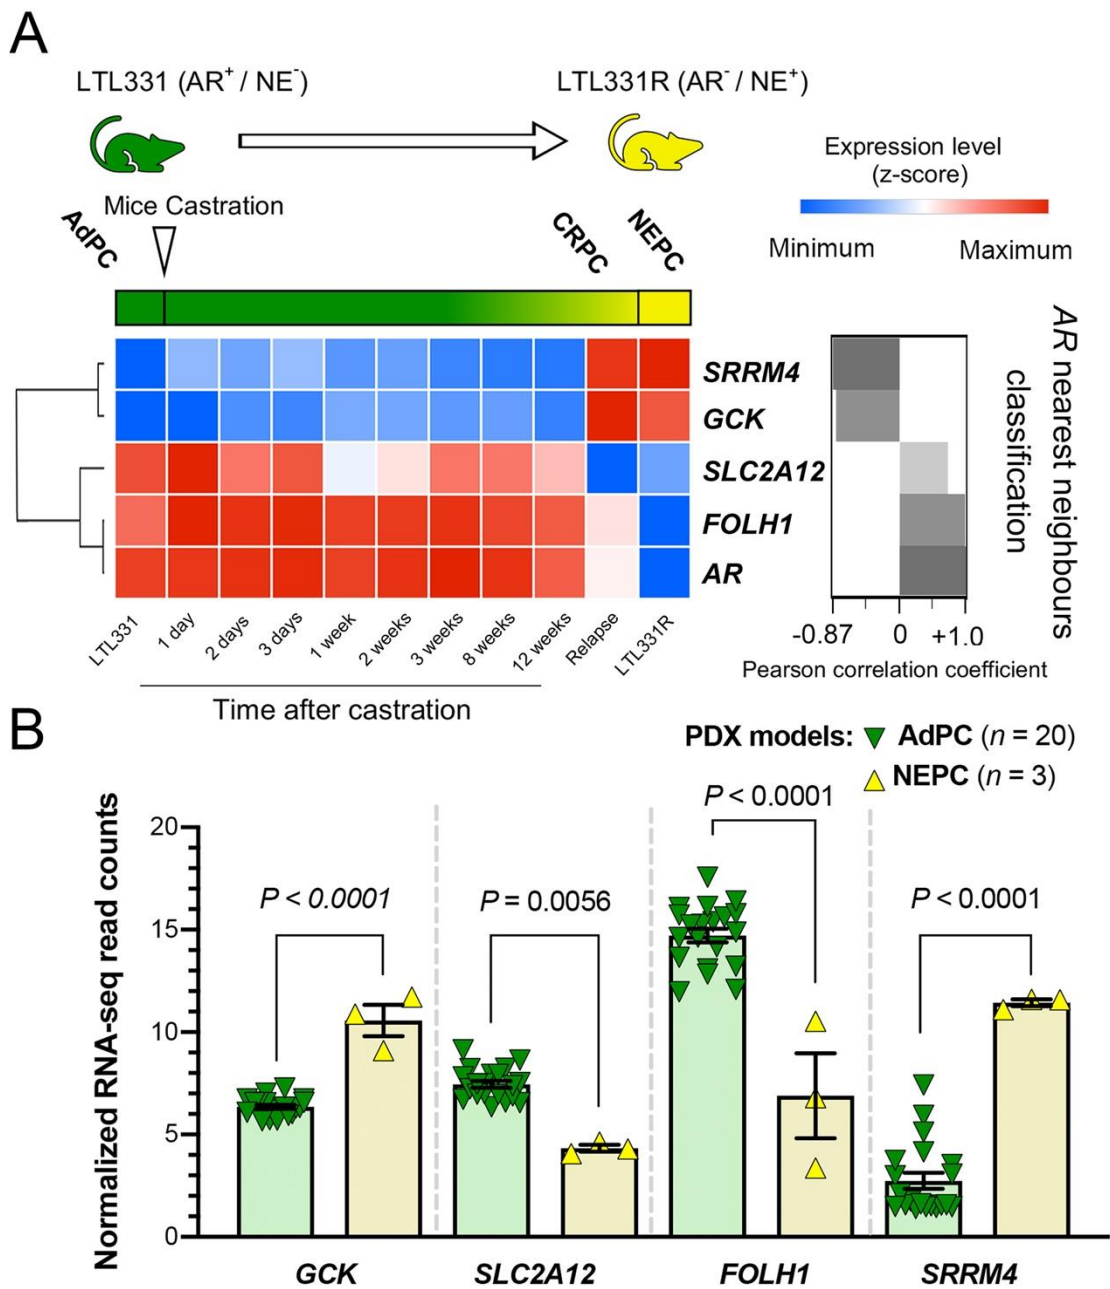 A
LTL331 (AR⁺ / NE⁻)
LTL331R (AR⁻ / NE⁺)
Expression level
(z-score)
Minimum
Maximum
Mice Castration
AdPC
CRPC
NEPC
SRRM4
GCK
SLC2A12
FOLH1
AR
AR nearest neighbours
classification
-0.87
0
+1.0
Pearson correlation coefficient
LTL331
1 day
2 days
3 days
1 week
2 weeks
3 weeks
8 weeks
12 weeks
Relapse
LTL331R
Time after castration
B
PDX models:
AdPC (n = 20)
NEPC (n = 3)
Normalized RNA-seq read counts
20
15
10
5
0
P < 0.0001
P = 0.0056
P < 0.0001
P < 0.0001
GCK
SLC2A12
FOLH1
SRRM4